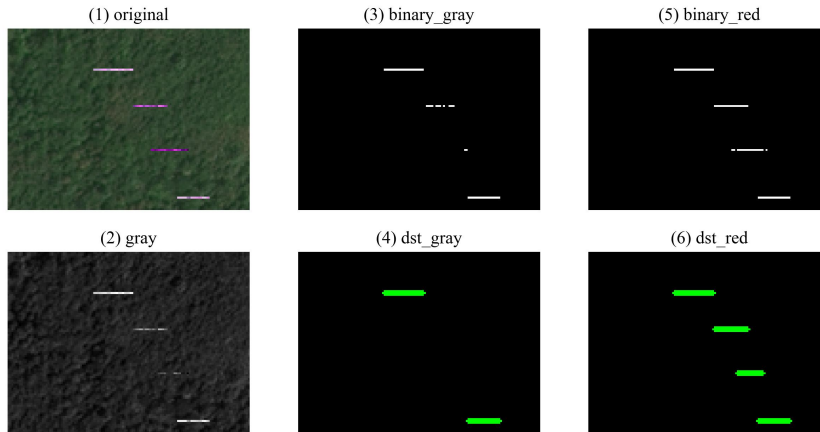 (1) original
(3) binary_gray
(5) binary_red
(2) gray
(4) dst_gray
(6) dst_red